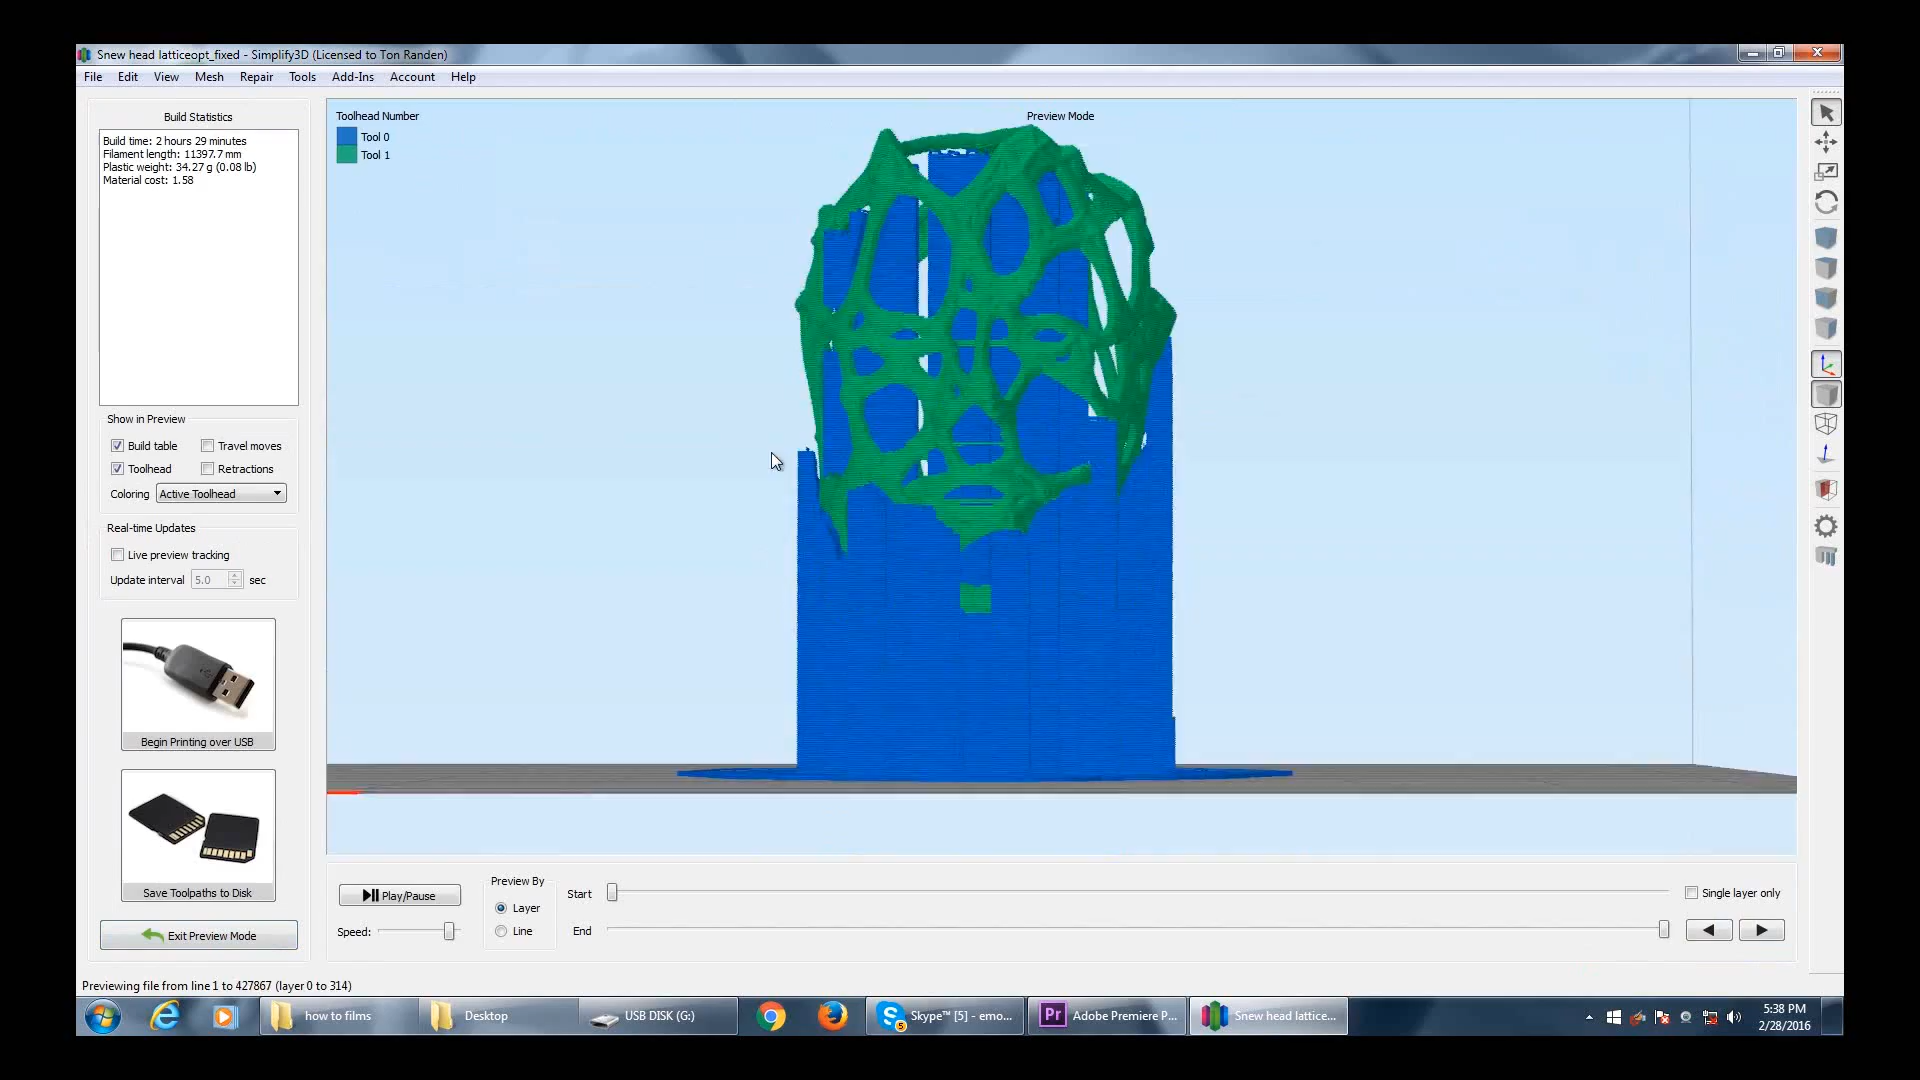 Snew head latticeopt_fixed - Simplify3D (Licensed to Ton Randen)
File Edit View Mesh Repair Tools Add-Ins Account Help
Build Statistics
Build time: 2 hours 29 minutes
Filament length: 11397.7 mm
Plastic weight: 34.27 g (0.08 lb)
Material cost: 1.58
Show in Preview
Build table Travel moves
Toolhead Retractions
Coloring Active Toolhead
Real-time Updates
Live preview tracking
Update interval 5.0 sec
Begin Printing over USB
Save Toolpaths to Disk
Exit Preview Mode
Toolhead Number
Tool 0
Tool 1
Preview Mode
Play/Pause
Speed:
Preview By
Layer
Line
Start
End
Single layer only
Previewing file from line 1 to 427867 (layer 0 to 314)
how to films
Desktop
USB DISK (G:)
5
Skype™ [5] - emo...
Pr
Adobe Premiere P...
Snew head lattice...
5:38 PM
2/28/2016